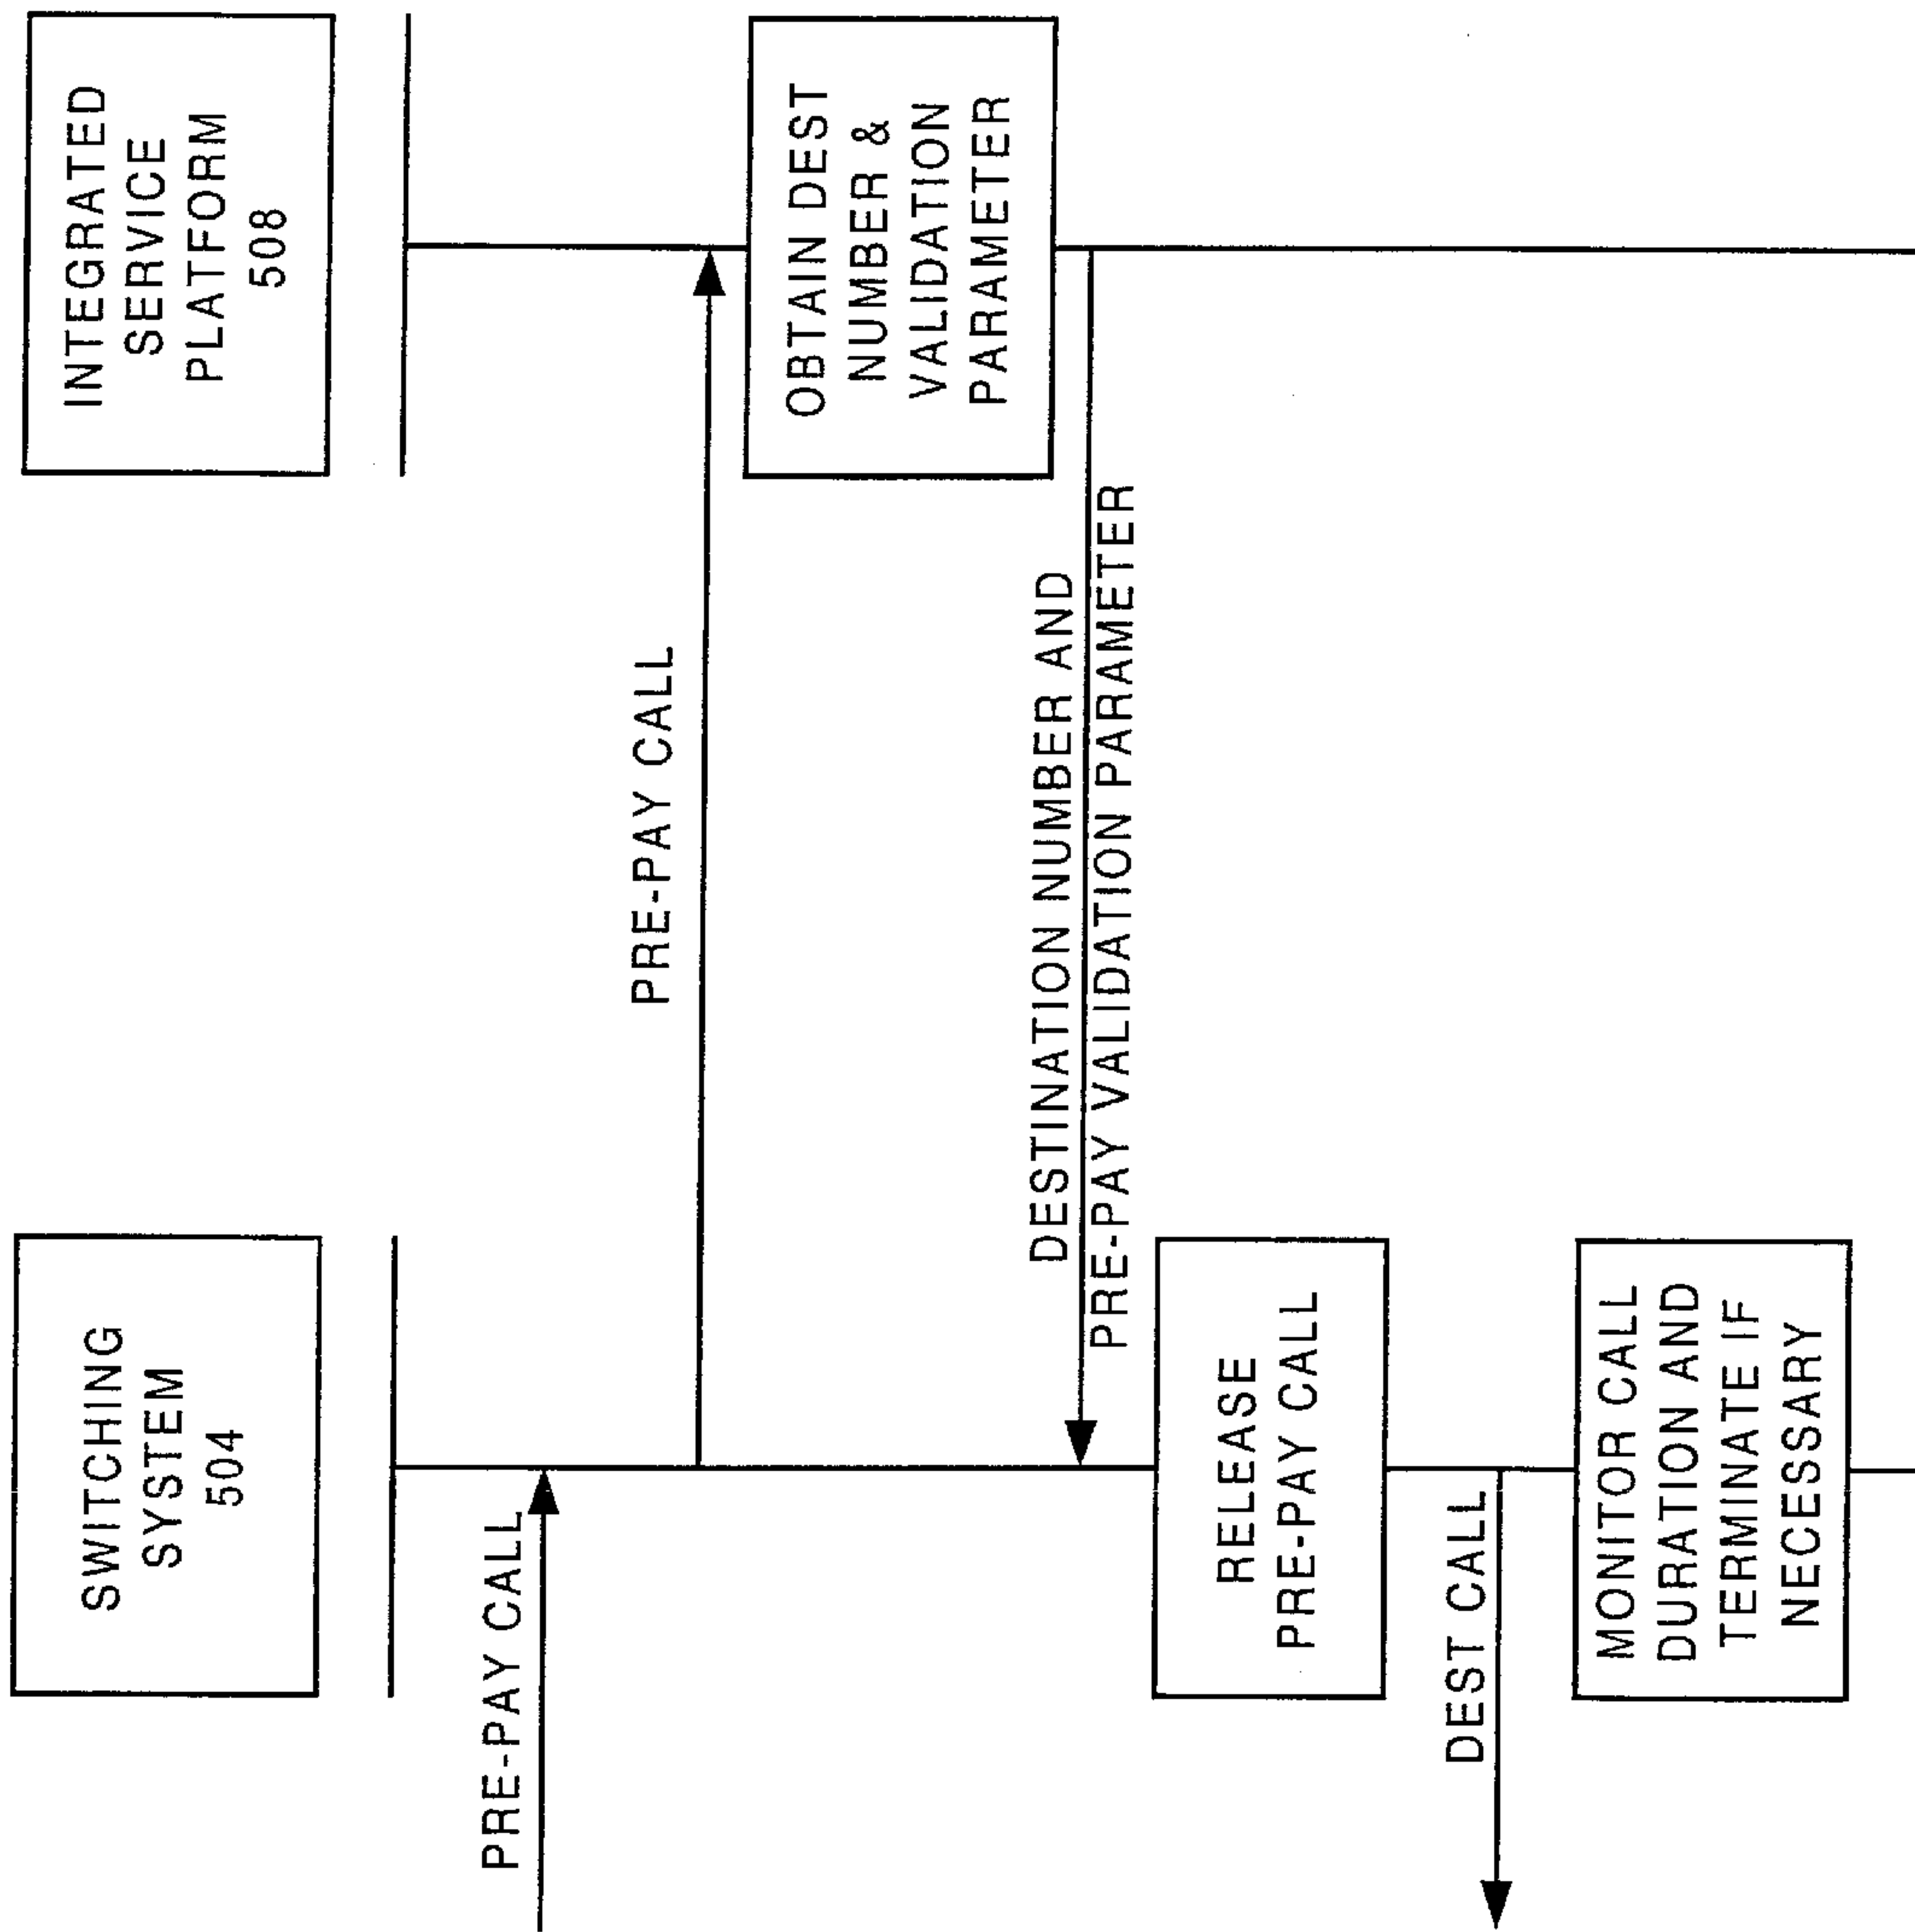 SWITCHING
SYSTEM
504
INTEGRATED
SERVICE
PLATFORM
508
PRE-PAY CALL
PRE-PAY CALL
OBTAIN DEST
NUMBER &
VALIDATION
PARAMETER
DESTINATION NUMBER AND
PRE-PAY VALIDATION PARAMETER
RELEASE
PRE-PAY CALL
DEST CALL
MONITOR CALL
DURATION AND
TERMINATE IF
NECESSARY